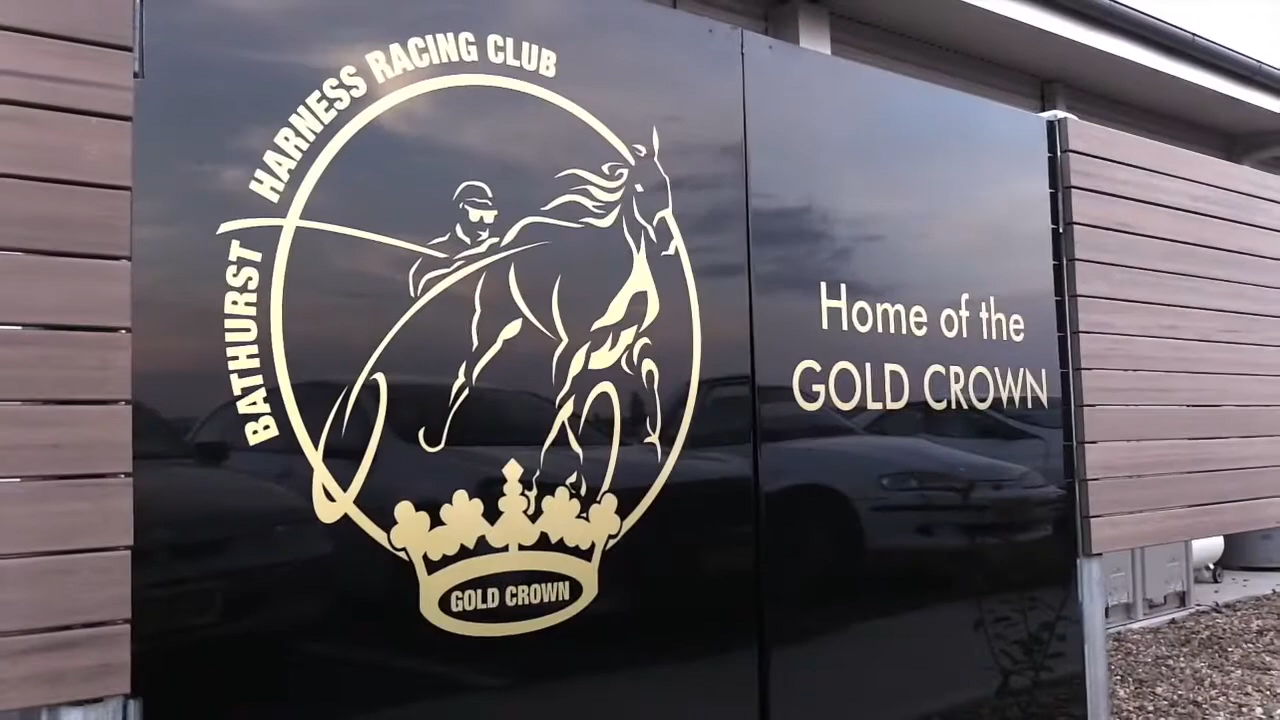 BATHURST HARNESS RACING CLUB
GOLD CROWN
Home of the
GOLD CROWN